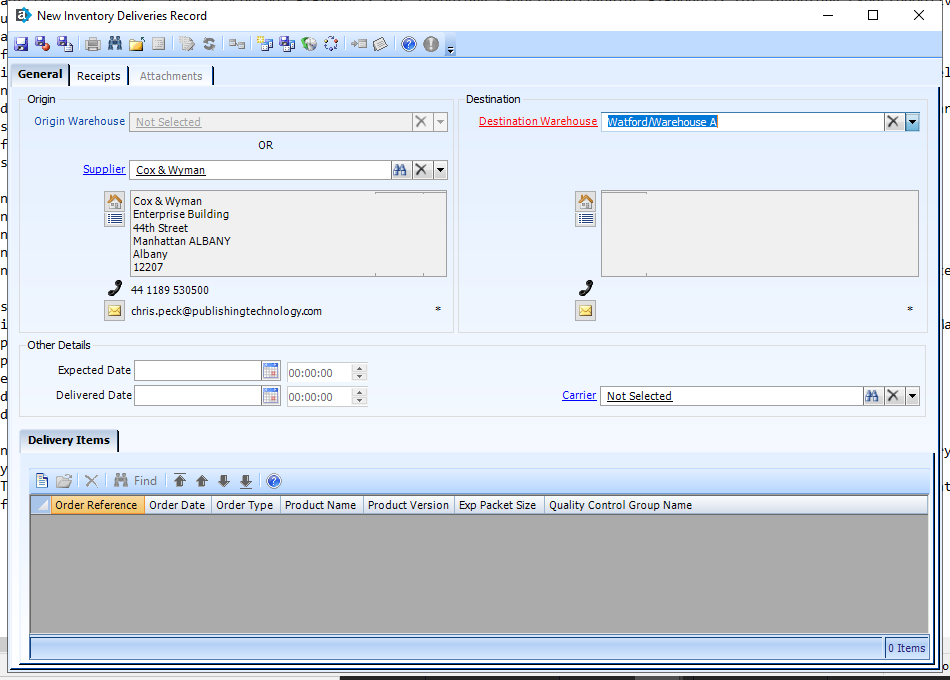 New Inventory Deliveries Record
General Receipts Attachments
Origin
Origin Warehouse Not Selected
OR
Supplier Cox & Wyman
Cox & Wyman
Enterprise Building
44th Street
Manhattan ALBANY
Albany
12207
44 1189 530500
chris.peck@publishingtechnology.com *
Destination
Destination Warehouse Watford/Warehouse A
*
Other Details
Expected Date 00:00:00
Delivered Date 00:00:00
Carrier Not Selected
Delivery Items
Find
Order Reference Order Date Order Type Product Name Product Version Exp Packet Size Quality Control Group Name
0 Items